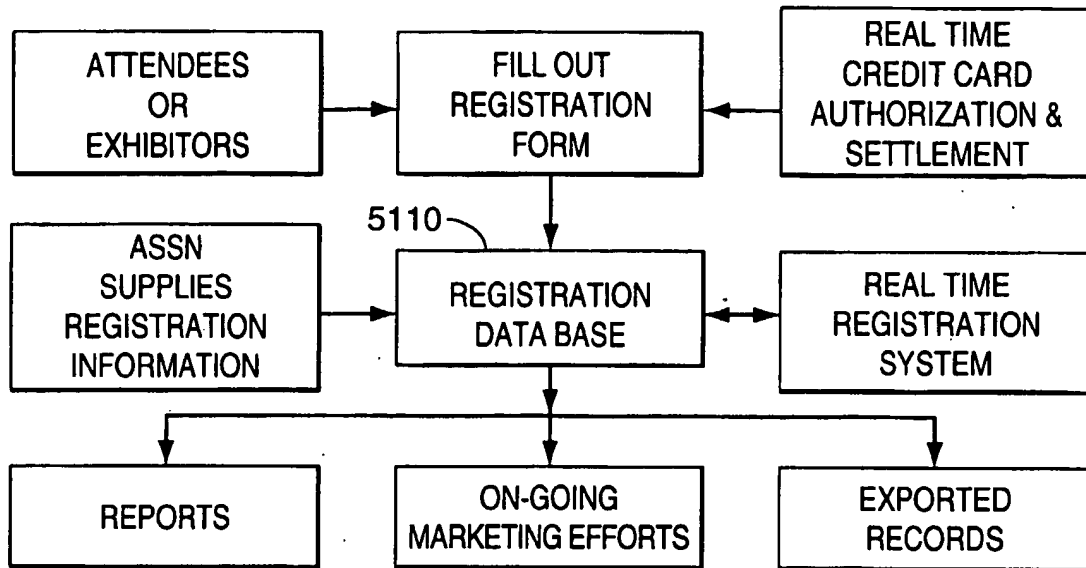 ATTENDEES
OR
EXHIBITORS
FILL OUT
REGISTRATION
FORM
REAL TIME
CREDIT CARD
AUTHORIZATION &
SETTLEMENT
5110
ASSN
SUPPLIES
REGISTRATION
INFORMATION
REGISTRATION
DATA BASE
REAL TIME
REGISTRATION
SYSTEM
REPORTS
ON-GOING
MARKETING EFFORTS
EXPORTED
RECORDS